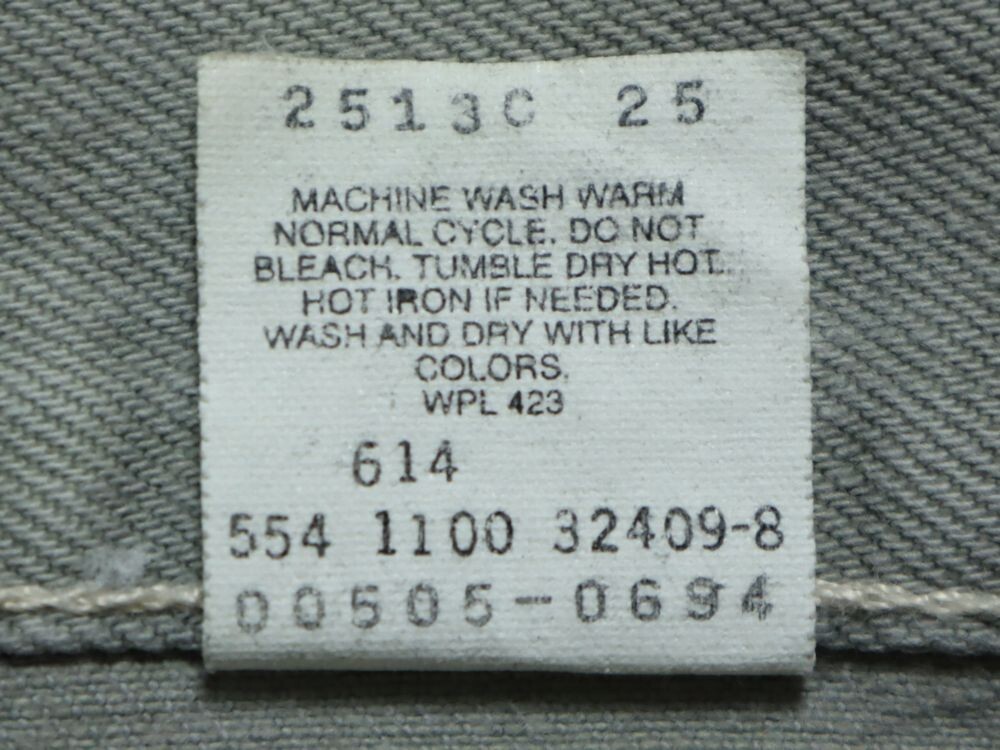 2513C 25
MACHINE WASH WARM
NORMAL CYCLE. DO NOT
BLEACH. TUMBLE DRY HOT.
HOT IRON IF NEEDED.
WASH AND DRY WITH LIKE
COLORS.
WPL 423
614
554 1100 32409-8
00505-0694